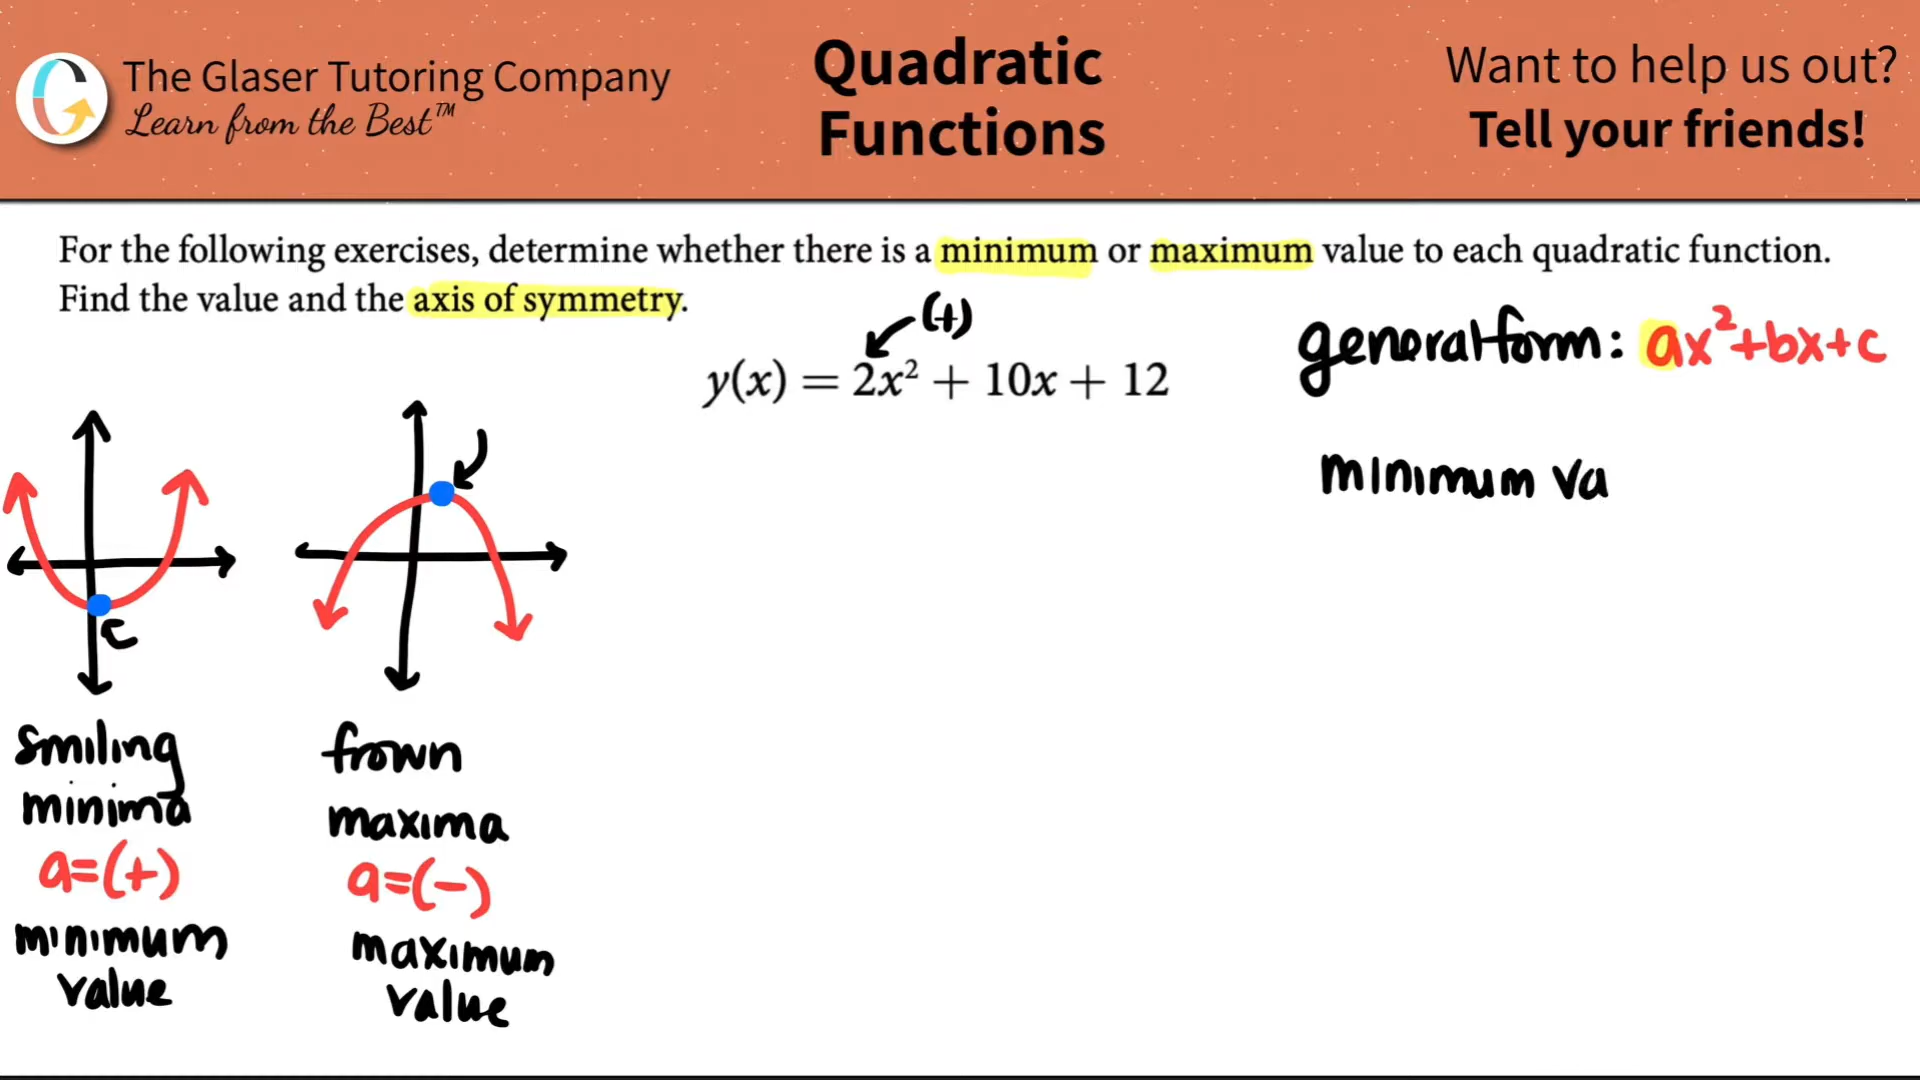 The Glaser Tutoring Company
Learn from the Best™
Quadratic
Functions
Want to help us out?
Tell your friends!
For the following exercises, determine whether there is a minimum or maximum value to each quadratic function.
Find the value and the axis of symmetry.
(+)
y(x) = 2x² + 10x + 12
general form: ax²+bx+c
minimum va
smiling
minima
a=(+)
minimum
value
frown
maxima
a=(-)
maximum
value